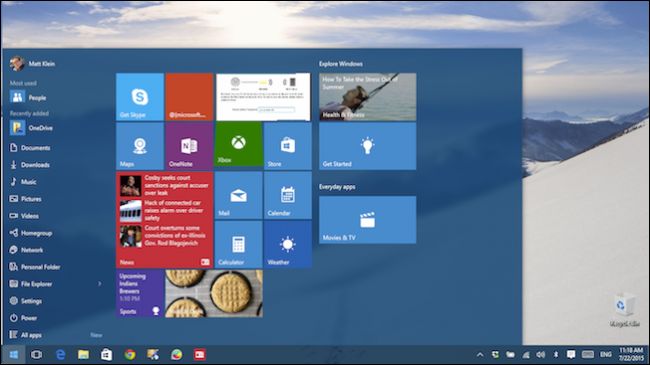 Matt Klein
Most used
People
Recently added
OneDrive
Documents
Downloads
Music
Pictures
Videos
Homegroup
Network
Personal Folder
File Explorer
Settings
Power
All apps
New
Get Skype
@Microsoft...
Maps
OneNote
Xbox
Store
Cosby seeks court
sanctions against accuser
over leak
Hack of connected car
raises alarm over driver
safety
Court overturns some
convictions of ex-Illinois
Gov. Rod Blagojevich
News
Mail
Calendar
Calculator
Weather
Upcoming
Indians
Brewers
5:10 PM
Sports
Explore Windows
How To Take the Stress Out of
Summer
Health & Fitness
Get Started
Everyday apps
Movies & TV
Recycle Bin
ENG
11:18 AM
7/22/2015